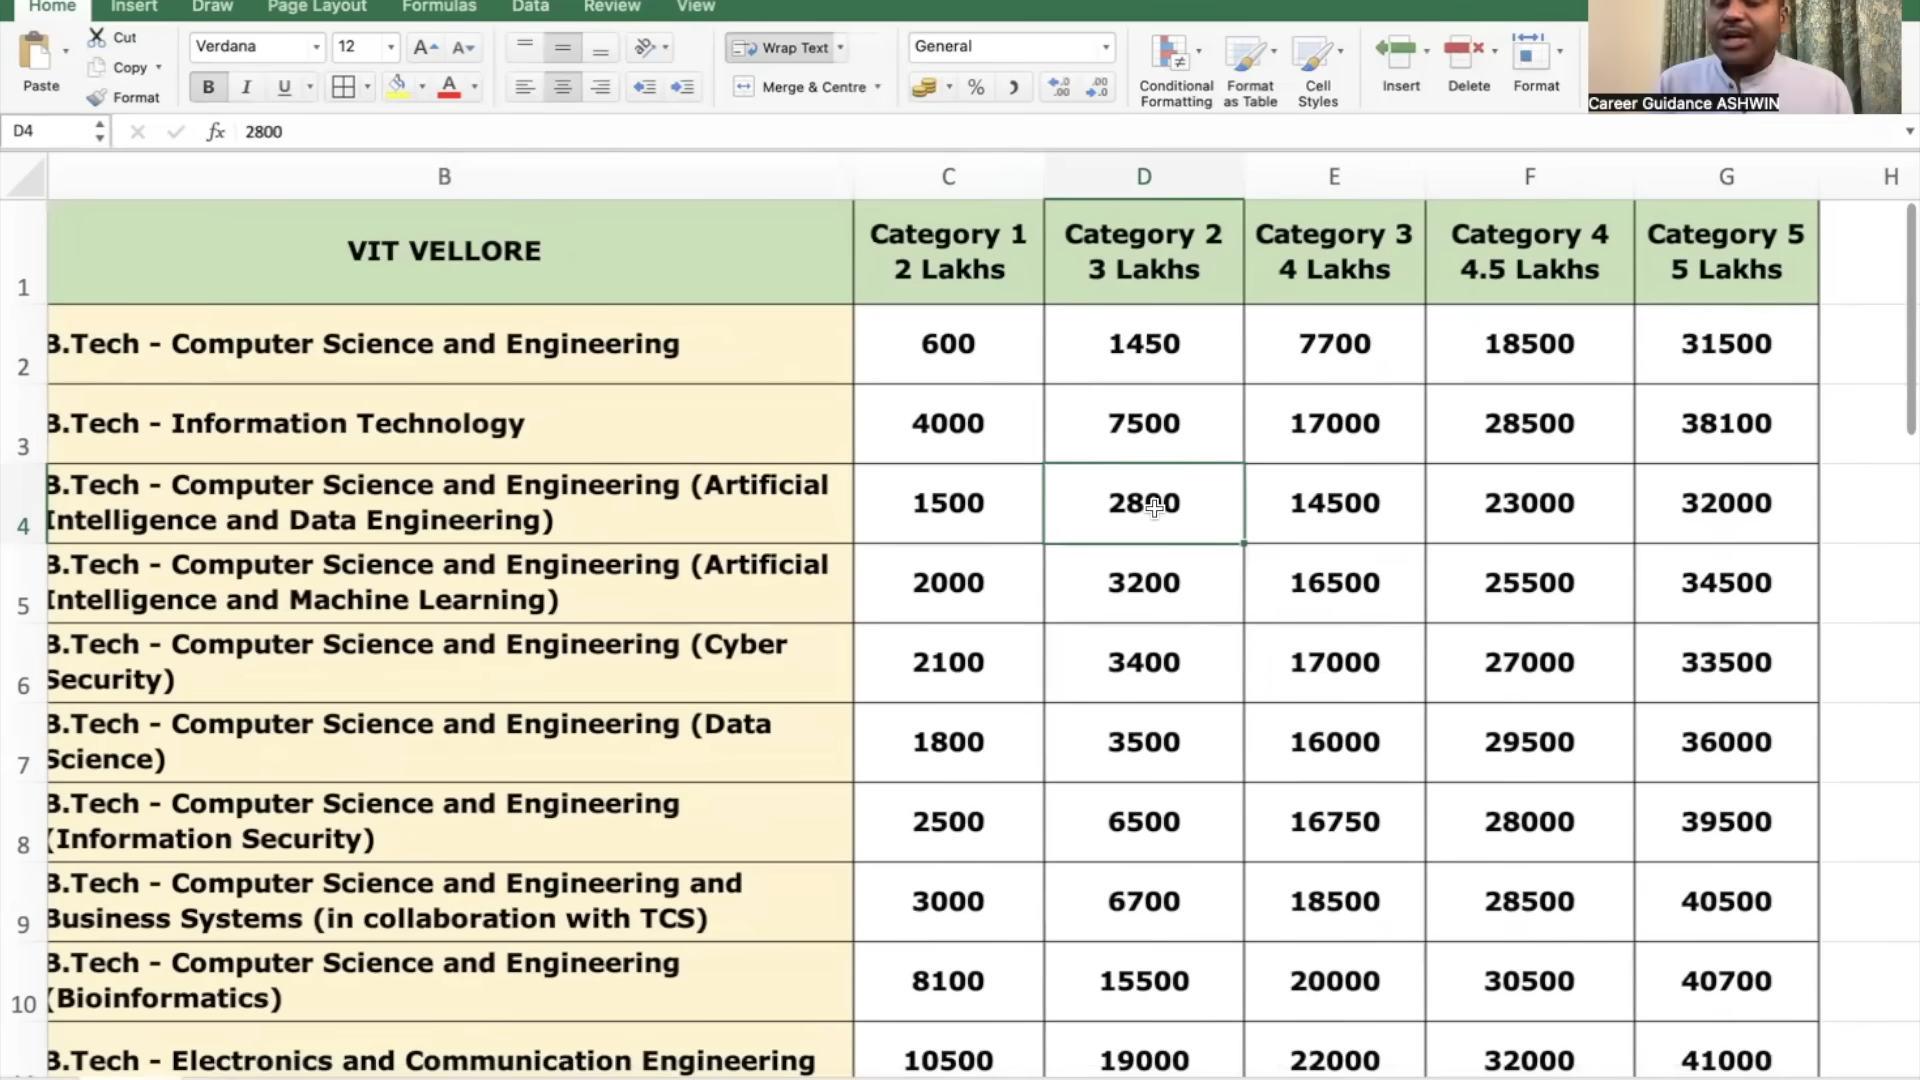 Home Insert Draw Page Layout Formulas Data Review View
Paste
Cut
Copy
Format
Verdana 12
B I U
Wrap Text
Merge & Centre
General
Conditional
Formatting
Format
as Table
Cell
Styles
Insert
Delete
Format
Career Guidance ASHWIN
D4 fx 2800
B C D E F G H
1 VIT VELLORE
Category 1
2 Lakhs
Category 2
3 Lakhs
Category 3
4 Lakhs
Category 4
4.5 Lakhs
Category 5
5 Lakhs
2 B.Tech - Computer Science and Engineering 600 1450 7700 18500 31500
3 B.Tech - Information Technology 4000 7500 17000 28500 38100
4 B.Tech - Computer Science and Engineering (Artificial
Intelligence and Data Engineering) 1500 2800 14500 23000 32000
5 B.Tech - Computer Science and Engineering (Artificial
Intelligence and Machine Learning) 2000 3200 16500 25500 34500
6 B.Tech - Computer Science and Engineering (Cyber
Security) 2100 3400 17000 27000 33500
7 B.Tech - Computer Science and Engineering (Data
Science) 1800 3500 16000 29500 36000
8 B.Tech - Computer Science and Engineering
(Information Security) 2500 6500 16750 28000 39500
9 B.Tech - Computer Science and Engineering and
Business Systems (in collaboration with TCS) 3000 6700 18500 28500 40500
10 B.Tech - Computer Science and Engineering
(Bioinformatics) 8100 15500 20000 30500 40700
B.Tech - Electronics and Communication Engineering 10500 19000 22000 32000 41000